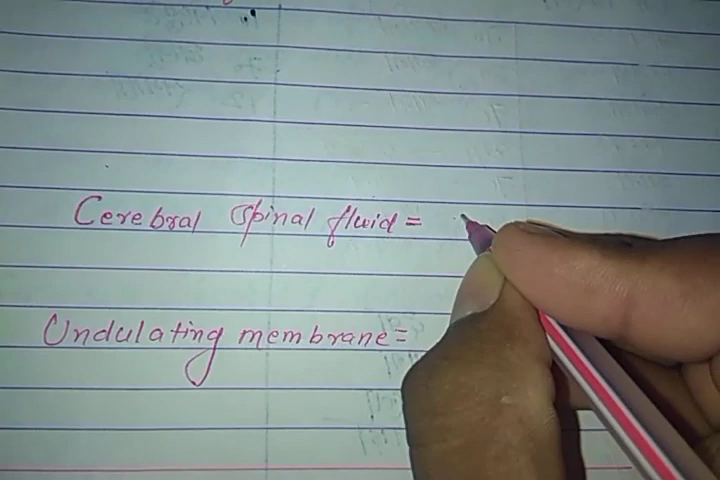 Cerebral Spinal fluid =
Undulating membrane=